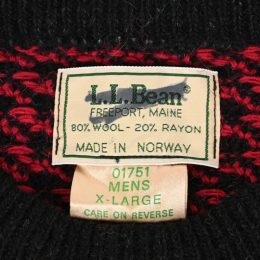 L.L.Bean®
FREEPORT, MAINE
80% WOOL - 20% RAYON
MADE IN NORWAY
01751
MENS
X-LARGE
CARE ON REVERSE